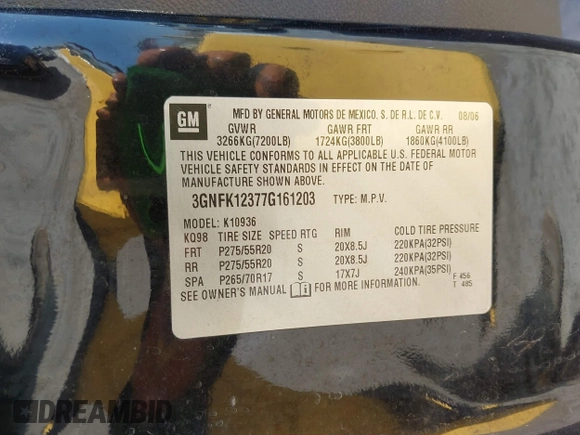 GM
MFD BY GENERAL MOTORS DE MEXICO, S. DE R.L. DE C.V. 08/06
GVWR GAWR FRT GAWR RR
3266KG(7200LB) 1724KG(3800LB) 1860KG(4100LB)
THIS VEHICLE CONFORMS TO ALL APPLICABLE U.S. FEDERAL MOTOR
VEHICLE SAFETY STANDARDS IN EFFECT ON THE DATE OF
MANUFACTURE SHOWN ABOVE.
3GNFK12377G161203 TYPE: M.P.V.
MODEL: K10936
KQ98 TIRE SIZE SPEED RTG RIM COLD TIRE PRESSURE
FRT P275/55R20 S 20X8.5J 220KPA(32PSI)
RR P275/55R20 S 20X8.5J 220KPA(32PSI)
SPA P265/70R17 S 17X7J 240KPA(35PSI)
SEE OWNER'S MANUAL FOR MORE INFORMATION.
F 456
T 485
DREAMBID